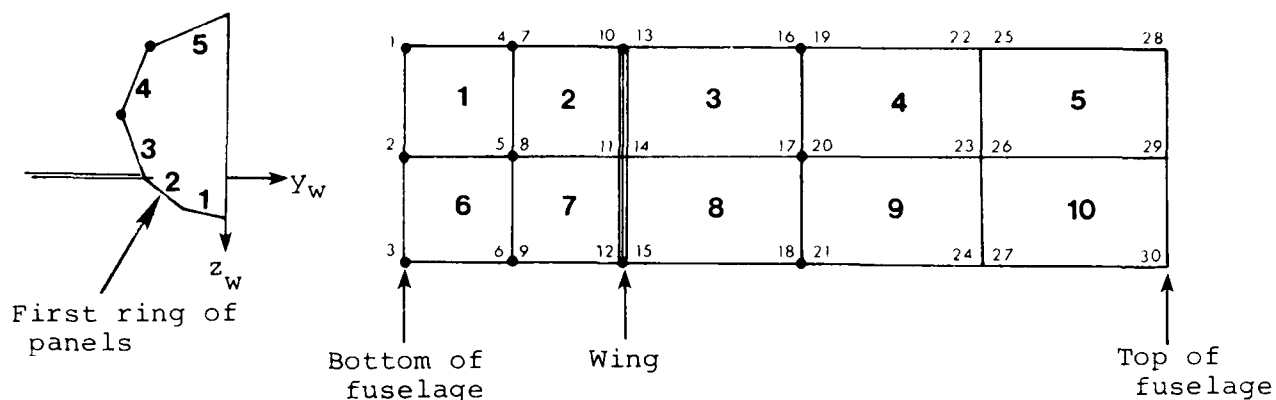 5
4
3
2
1
y_w
z_w
First ring of
panels
1 4 7 10 13 16 19 22 25 28
1 2 3 4 5
2 5 8 11 14 17 20 23 26 29
6 7 8 9 10
3 6 9 12 15 18 21 24 27 30
Bottom of
fuselage
Wing
Top of
fuselage